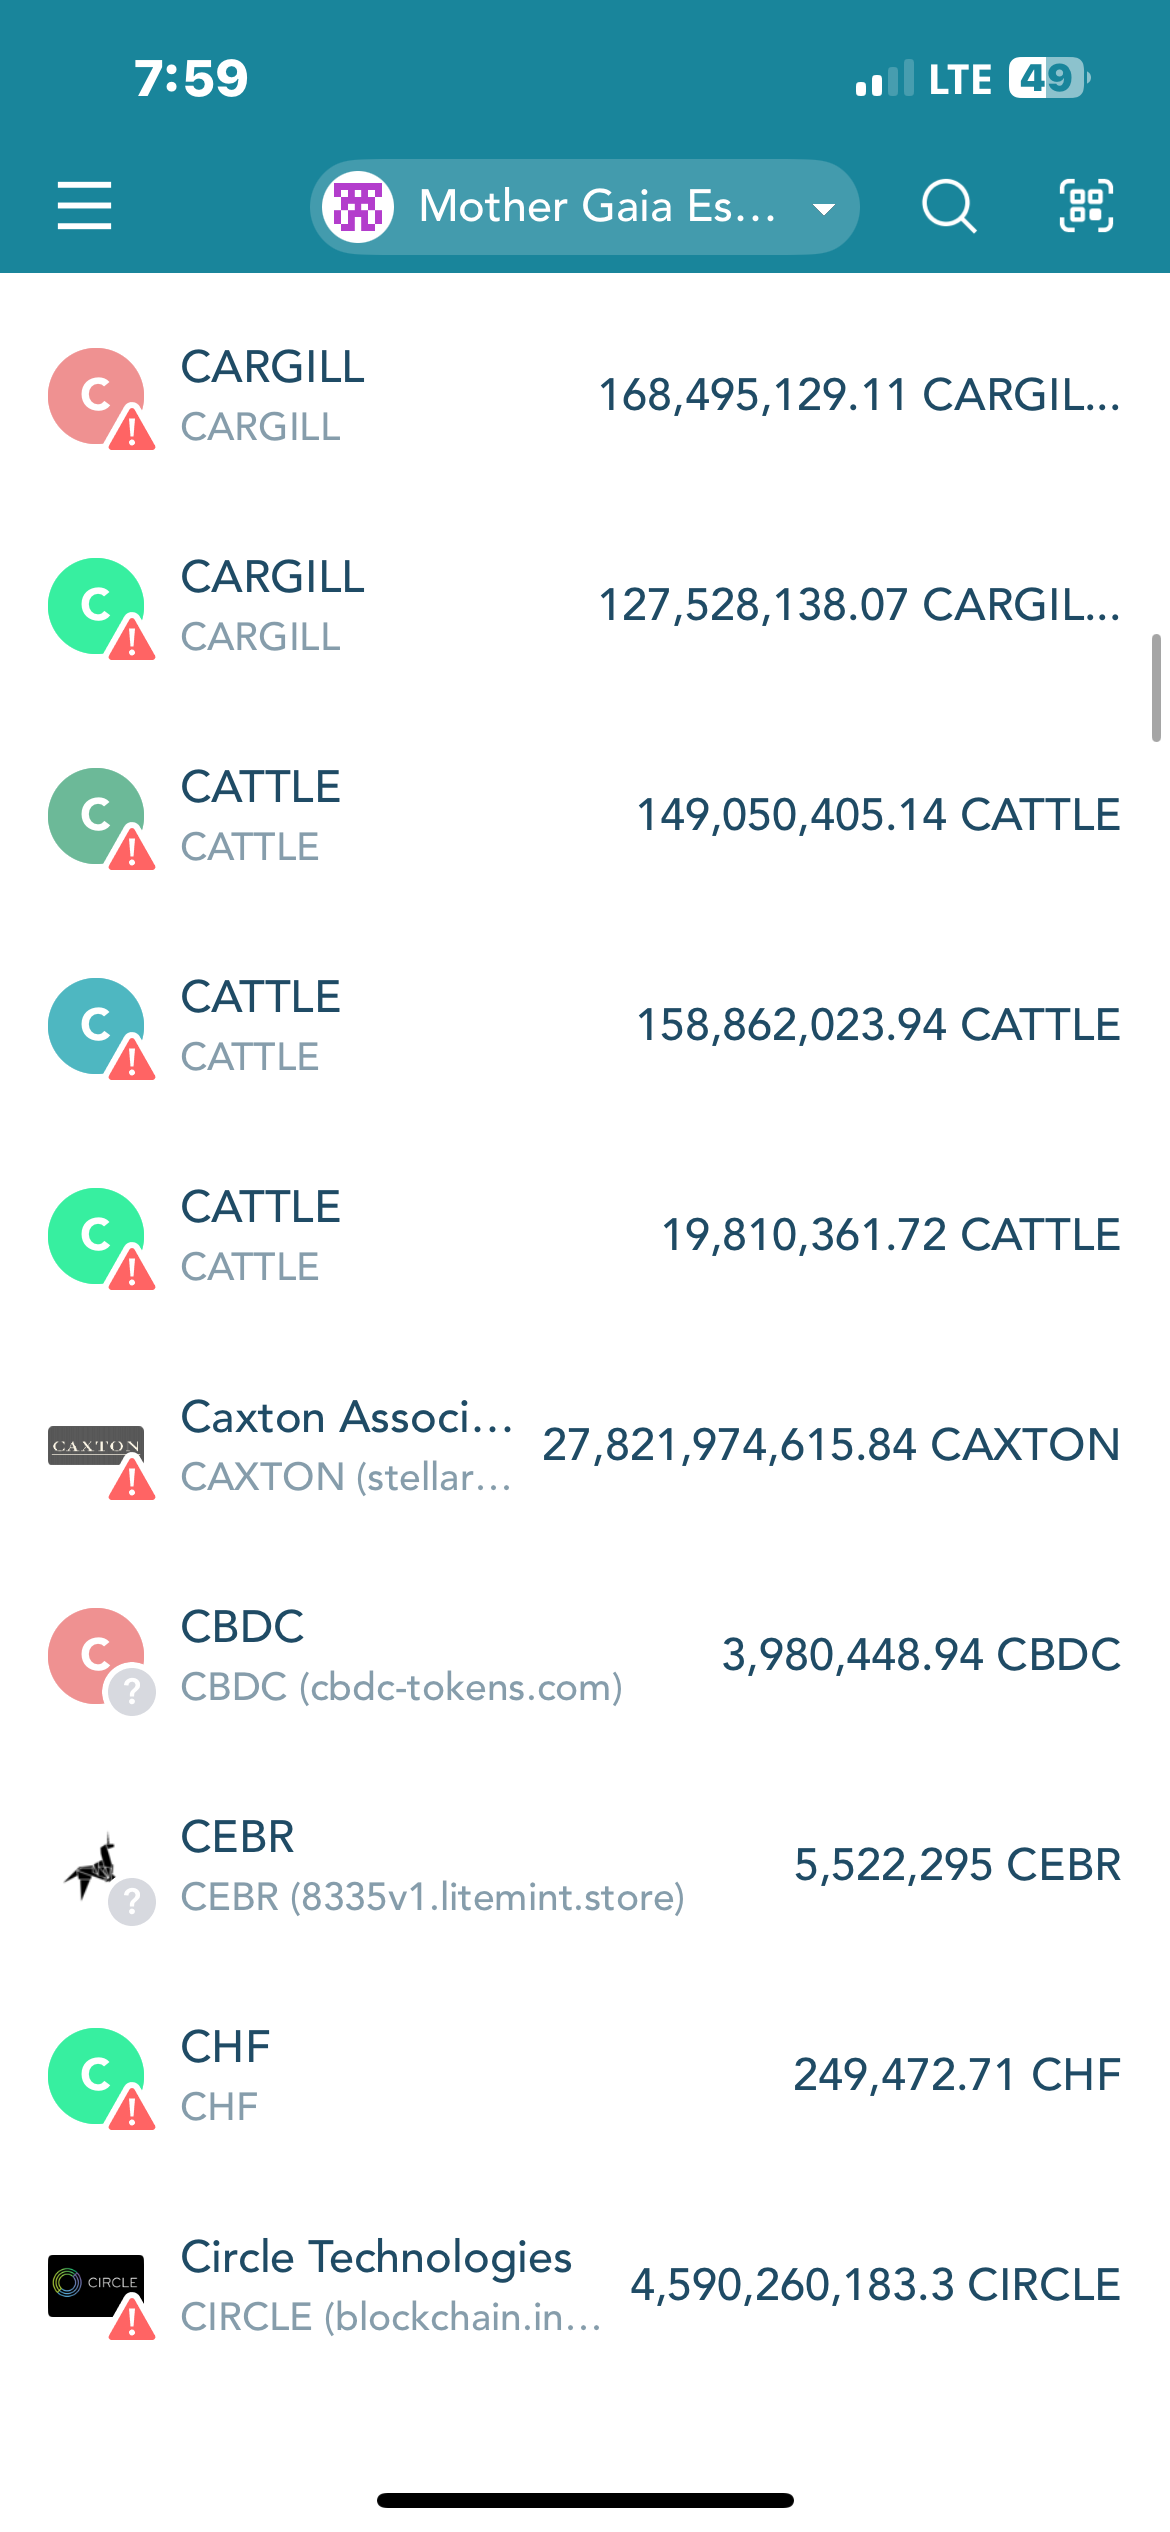 7:59
LTE 49
Mother Gaia Es...
C CARGILL
CARGILL
168,495,129.11 CARGIL...
C CARGILL
CARGILL
127,528,138.07 CARGIL...
C CATTLE
CATTLE
149,050,405.14 CATTLE
C CATTLE
CATTLE
158,862,023.94 CATTLE
C CATTLE
CATTLE
19,810,361.72 CATTLE
CAXTON
Caxton Associ...
CAXTON (stellar...
27,821,974,615.84 CAXTON
C CBDC
CBDC (cbdc-tokens.com)
3,980,448.94 CBDC
?
CEBR
CEBR (8335v1.litemint.store)
5,522,295 CEBR
?
C CHF
CHF
249,472.71 CHF
CIRCLE
Circle Technologies
CIRCLE (blockchain.in...
4,590,260,183.3 CIRCLE